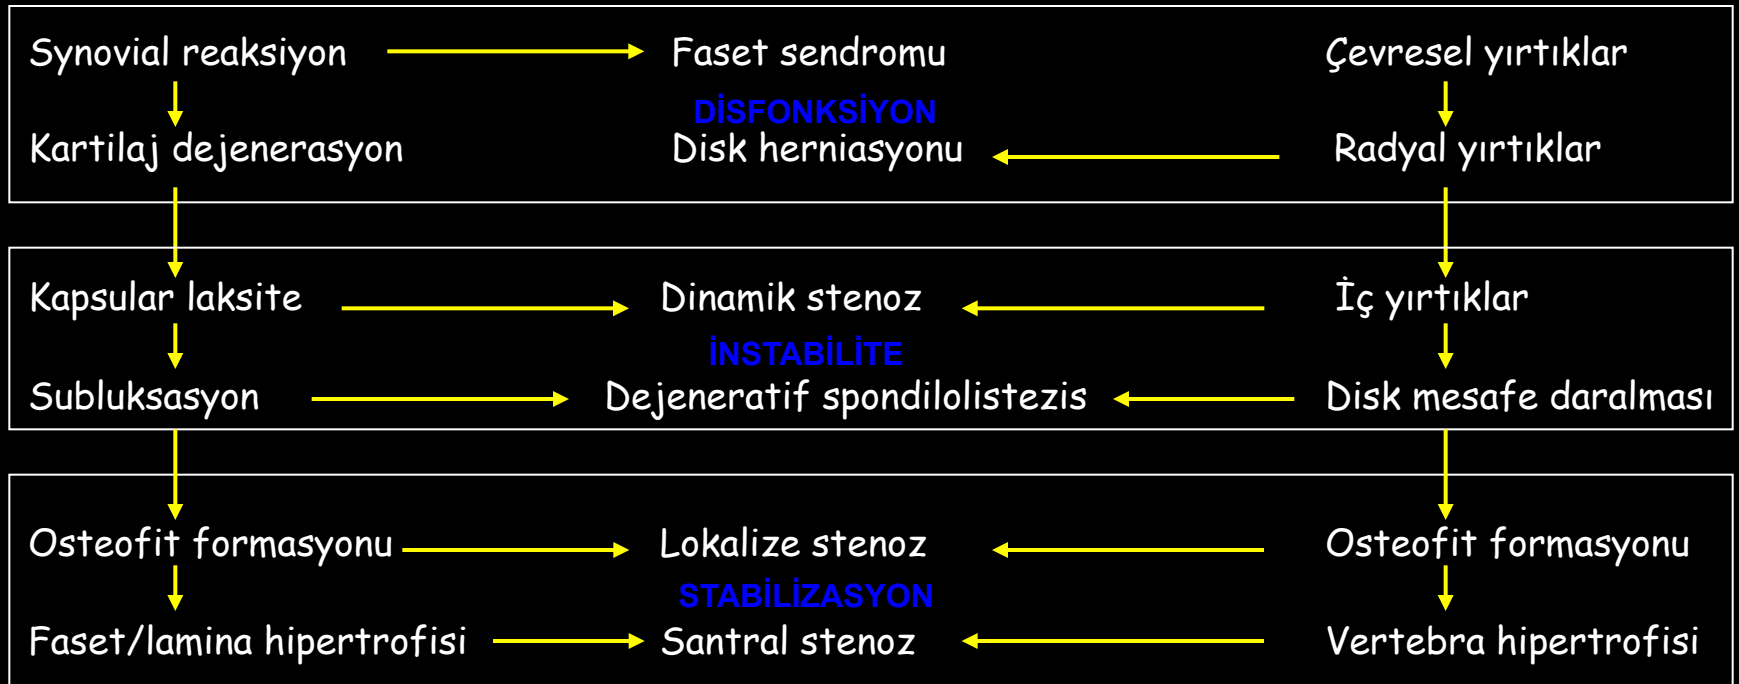 Synovial reaksiyon Faset sendromu Çevresel yırtıklar
DİSFONKSİYON
Kartilaj dejenerasyon Disk herniasyonu Radyal yırtıklar
Kapsular laksite Dinamik stenoz İç yırtıklar
İNSTABİLİTE
Subluksasyon Dejeneratif spondilolistezis Disk mesafe daralması
Osteofit formasyonu Lokalize stenoz Osteofit formasyonu
STABİLİZASYON
Faset/lamina hipertrofisi Santral stenoz Vertebra hipertrofisi